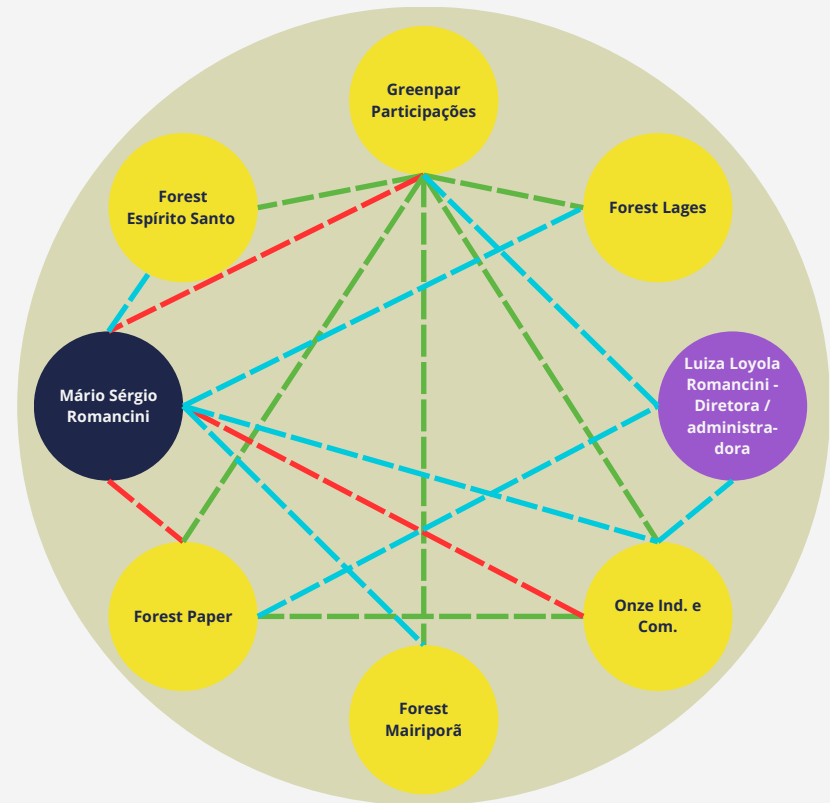 Greenpar
Participações
Forest
Espírito Santo
Forest Lages
Mário Sérgio
Romancini
Luiza Loyola
Romancini -
Diretora /
administra-
dora
Forest Paper
Onze Ind. e
Com.
Forest
Mairiporã